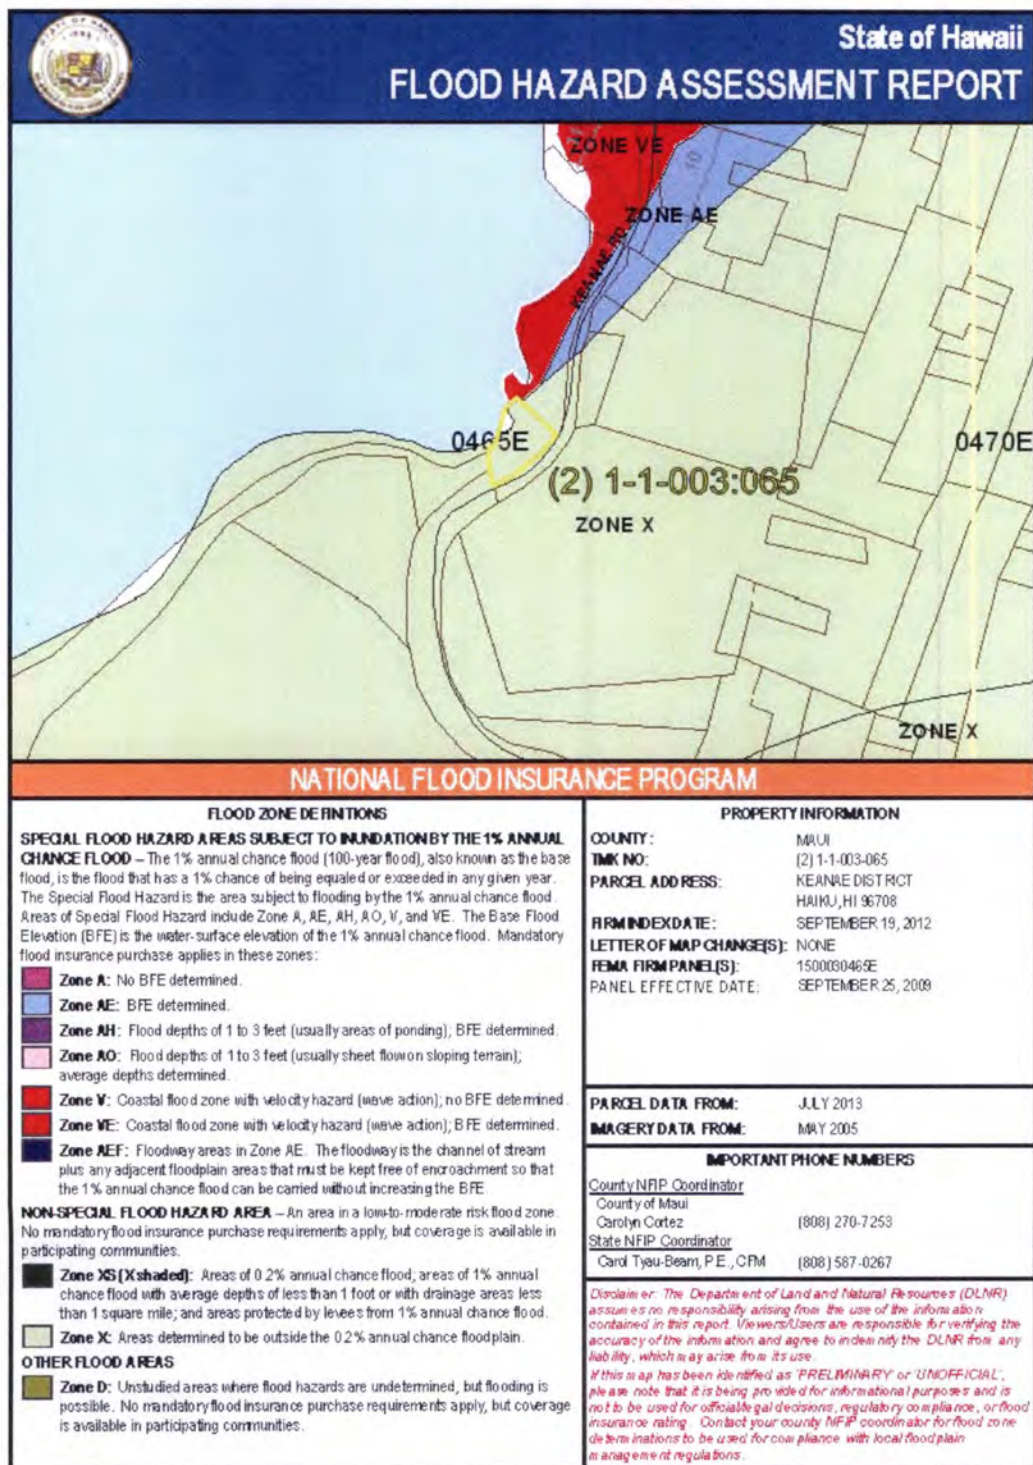 State of Hawaii
FLOOD HAZARD ASSESSMENT REPORT
ZONE VE
10
ZONE AE
KEANAE RD
0465E
0470E
(2) 1-1-003:065
ZONE X
ZONE X
NATIONAL FLOOD INSURANCE PROGRAM
FLOOD ZONE DEFINITIONS
SPECIAL FLOOD HAZARD AREAS SUBJECT TO INUNDATION BY THE 1% ANNUAL
CHANCE FLOOD – The 1% annual chance flood (100-year flood), also known as the base
flood, is the flood that has a 1% chance of being equaled or exceeded in any given year.
The Special Flood Hazard is the area subject to flooding by the 1% annual chance flood.
Areas of Special Flood Hazard include Zone A, AE, AH, AO, V, and VE. The Base Flood
Elevation (BFE) is the water-surface elevation of the 1% annual chance flood. Mandatory
flood insurance purchase applies in these zones:
Zone A: No BFE determined.
Zone AE: BFE determined.
Zone AH: Flood depths of 1 to 3 feet (usually areas of ponding); BFE determined.
Zone AO: Flood depths of 1 to 3 feet (usually sheet flow on sloping terrain);
average depths determined.
Zone V: Coastal flood zone with velocity hazard (wave action); no BFE determined.
Zone VE: Coastal flood zone with velocity hazard (wave action); BFE determined.
Zone AEF: Floodway areas in Zone AE. The floodway is the channel of stream
plus any adjacent floodplain areas that must be kept free of encroachment so that
the 1% annual chance flood can be carried without increasing the BFE.
NON-SPECIAL FLOOD HAZARD AREA – An area in a low-to-moderate risk flood zone.
No mandatory flood insurance purchase requirements apply, but coverage is available in
participating communities.
Zone XS (X shaded): Areas of 0.2% annual chance flood; areas of 1% annual
chance flood with average depths of less than 1 foot or with drainage areas less
than 1 square mile; and areas protected by levees from 1% annual chance flood.
Zone X: Areas determined to be outside the 0.2% annual chance floodplain.
OTHER FLOOD AREAS
Zone D: Unstudied areas where flood hazards are undetermined, but flooding is
possible. No mandatory flood insurance purchase requirements apply, but coverage
is available in participating communities.
PROPERTY INFORMATION
COUNTY: MAUI
TMK NO: (2) 1-1-003-065
PARCEL ADDRESS: KEANAE DISTRICT
HAIKU, HI 96708
FIRM INDEX DATE: SEPTEMBER 19, 2012
LETTER OF MAP CHANGE(S): NONE
FEMA FIRM PANEL(S): 1500030465E
PANEL EFFECTIVE DATE: SEPTEMBER 25, 2009
PARCEL DATA FROM: JULY 2013
IMAGERY DATA FROM: MAY 2005
IMPORTANT PHONE NUMBERS
County NFIP Coordinator
County of Maui
Carolyn Cortez (808) 270-7253
State NFIP Coordinator
Carol Tyau-Beam, P.E., CFM (808) 587-0267
Disclaimer: The Department of Land and Natural Resources (DLNR)
assumes no responsibility arising from the use of the information
contained in this report. Viewers/Users are responsible for verifying the
accuracy of the information and agree to indemnify the DLNR from any
liability, which may arise from its use.
If this map has been identified as 'PRELIMINARY' or 'UNOFFICIAL',
please note that it is being provided for informational purposes and is
not to be used for official/legal decisions, regulatory compliance, or flood
insurance rating. Contact your county NFIP coordinator for flood zone
determinations to be used for compliance with local floodplain
management regulations.